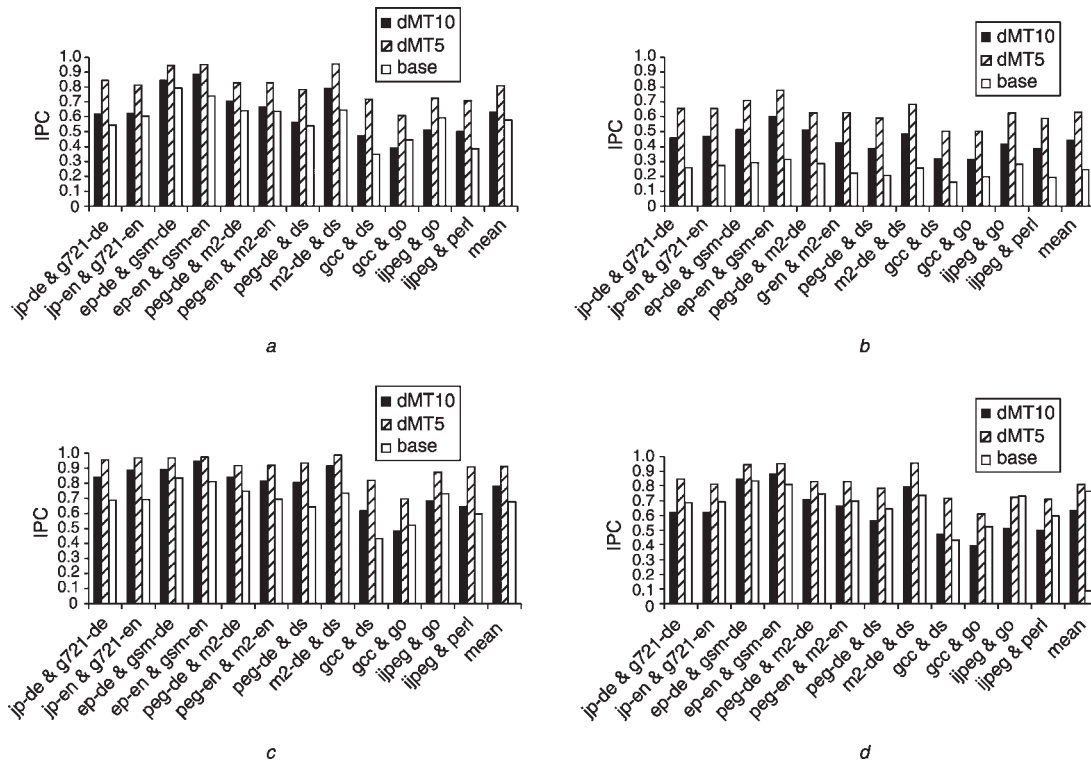 dMT10
dMT5
base
IPC
1.0
0.9
0.8
0.7
0.6
0.5
0.4
0.3
0.2
0.1
0
jp-de & g721-de
jp-en & g721-en
ep-de & gsm-de
ep-en & gsm-en
peg-de & m2-de
peg-en & m2-en
peg-de & ds
m2-de & ds
gcc & ds
gcc & go
ijpeg & go
ijpeg & perl
mean
a
dMT10
dMT5
base
IPC
1.0
0.9
0.8
0.7
0.6
0.5
0.4
0.3
0.2
0.1
0
jp-de & g721-de
jp-en & g721-en
ep-de & gsm-de
ep-en & gsm-en
peg-de & m2-de
g-en & m2-en
peg-de & ds
m2-de & ds
gcc & ds
gcc & go
ijpeg & go
ijpeg & perl
mean
b
dMT10
dMT5
base
IPC
1.0
0.9
0.8
0.7
0.6
0.5
0.4
0.3
0.2
0.1
0
jp-de & g721-de
jp-en & g721-en
ep-de & gsm-de
ep-en & gsm-en
peg-de & m2-de
peg-en & m2-en
peg-de & ds
m2-de & ds
gcc & ds
gcc & go
ijpeg & go
ijpeg & perl
mean
c
dMT10
dMT5
base
IPC
1.0
0.9
0.8
0.7
0.6
0.5
0.4
0.3
0.2
0.1
0
jp-de & g721-de
jp-en & g721-en
ep-de & gsm-de
ep-en & gsm-en
peg-de & m2-de
peg-en & m2-en
peg-de & ds
m2-de & ds
gcc & ds
gcc & go
ijpeg & go
ijpeg & perl
mean
d